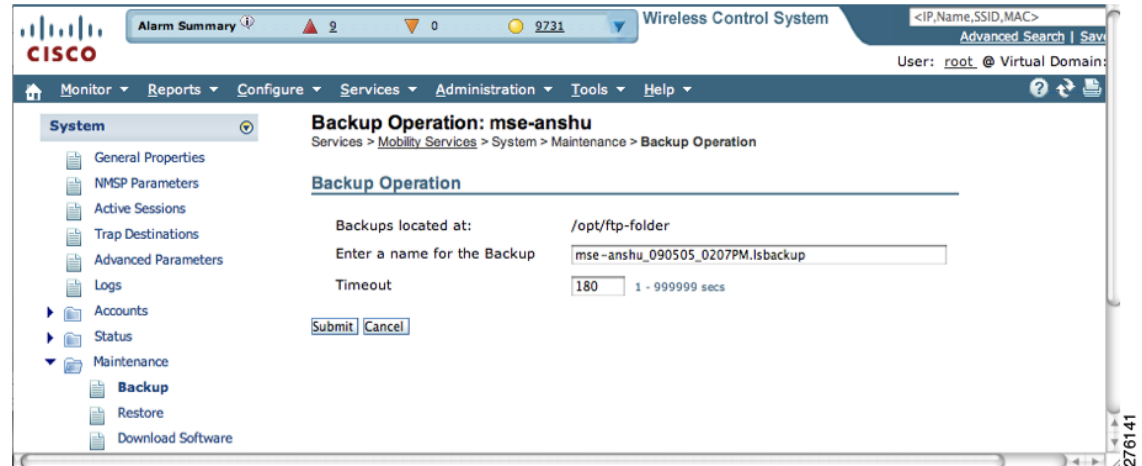 Alarm Summary 9 0 9731 Wireless Control System <IP,Name,SSID,MAC>
Advanced Search | Save
CISCO
User: root @ Virtual Domain:
Monitor Reports Configure Services Administration Tools Help
System
General Properties
NMSP Parameters
Active Sessions
Trap Destinations
Advanced Parameters
Logs
Accounts
Status
Maintenance
Backup
Restore
Download Software
Backup Operation: mse-anshu
Services > Mobility Services > System > Maintenance > Backup Operation
Backup Operation
Backups located at: /opt/ftp-folder
Enter a name for the Backup mse-anshu_090505_0207PM.lsbackup
Timeout 180 1 - 999999 secs
Submit Cancel
276141